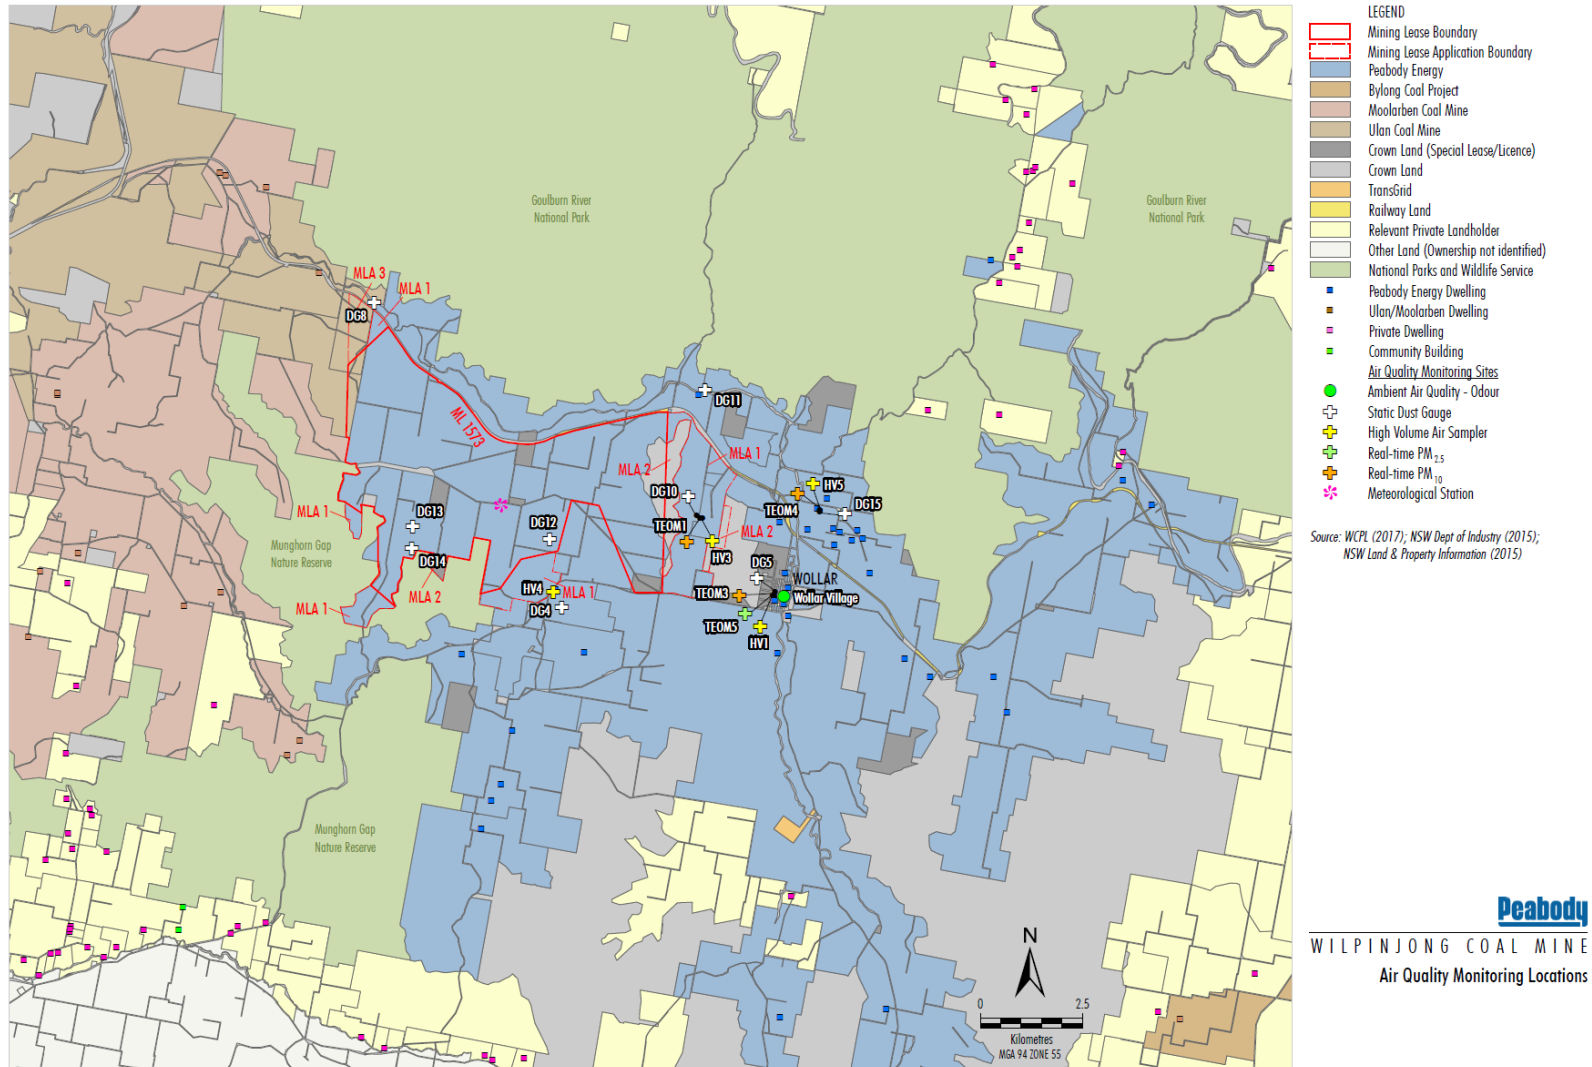 LEGEND
Mining Lease Boundary
Mining Lease Application Boundary
Peabody Energy
Bylong Coal Project
Moolarben Coal Mine
Ulan Coal Mine
Crown Land (Special Lease/Licence)
Crown Land
TransGrid
Railway Land
Relevant Private Landholder
Other Land (Ownership not identified)
National Parks and Wildlife Service
Peabody Energy Dwelling
Ulan/Moolarben Dwelling
Private Dwelling
Community Building
Air Quality Monitoring Sites
Ambient Air Quality - Odour
Static Dust Gauge
High Volume Air Sampler
Real-time PM2.5
Real-time PM10
Meteorological Station
Source: WCPL (2017); NSW Dept of Industry (2015);
NSW Land & Property Information (2015)
Goulburn River
National Park
Goulburn River
National Park
MLA 3
MLA 1
DG8
DG11
ML 1573
MLA 1
MLA 2
HV5
DG10
TEOM4
DG15
MLA 1
DG13
DG12
TEOM1
MLA 2
Munghorn Gap
Nature Reserve
DG14
HV3
DG5
WOLLAR
MLA 2
HV4
MLA 1
TEOM3
Wollar Village
MLA 1
DG4
TEOM5
HV1
Munghorn Gap
Nature Reserve
N
0
2.5
Kilometres
MGA 94 ZONE 55
Peabody
WILPINJONG COAL MINE
Air Quality Monitoring Locations